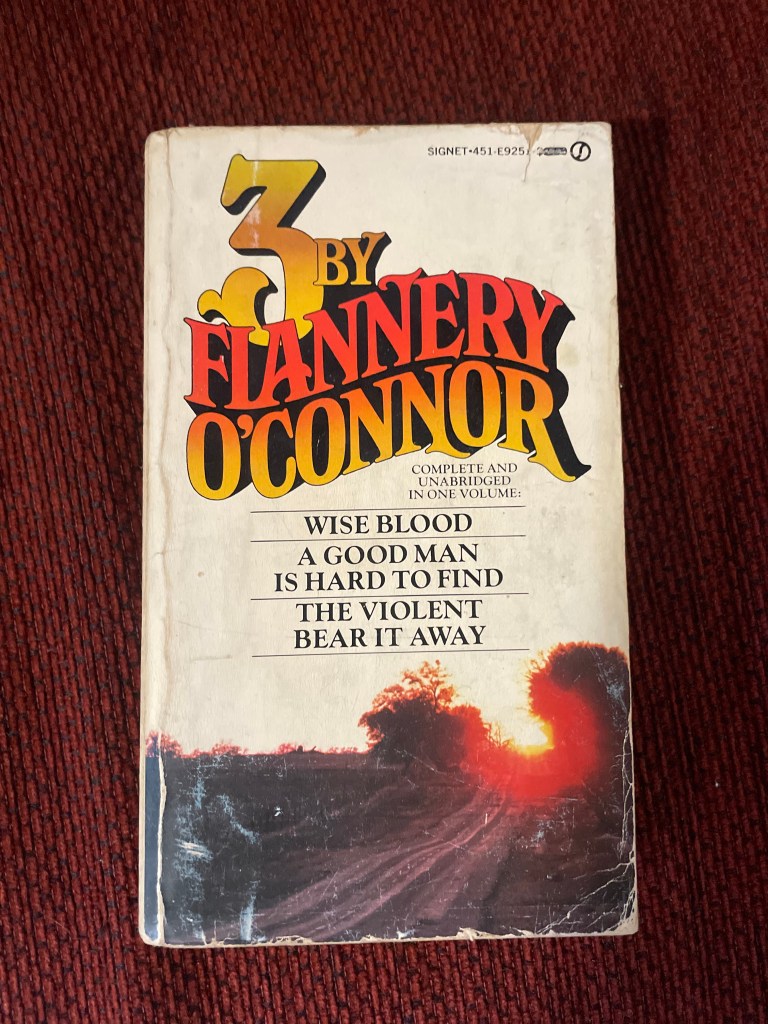 SIGNET•451-E9251
3 BY
FLANNERY
O'CONNOR
COMPLETE AND
UNABRIDGED
IN ONE VOLUME:
WISE BLOOD
A GOOD MAN
IS HARD TO FIND
THE VIOLENT
BEAR IT AWAY